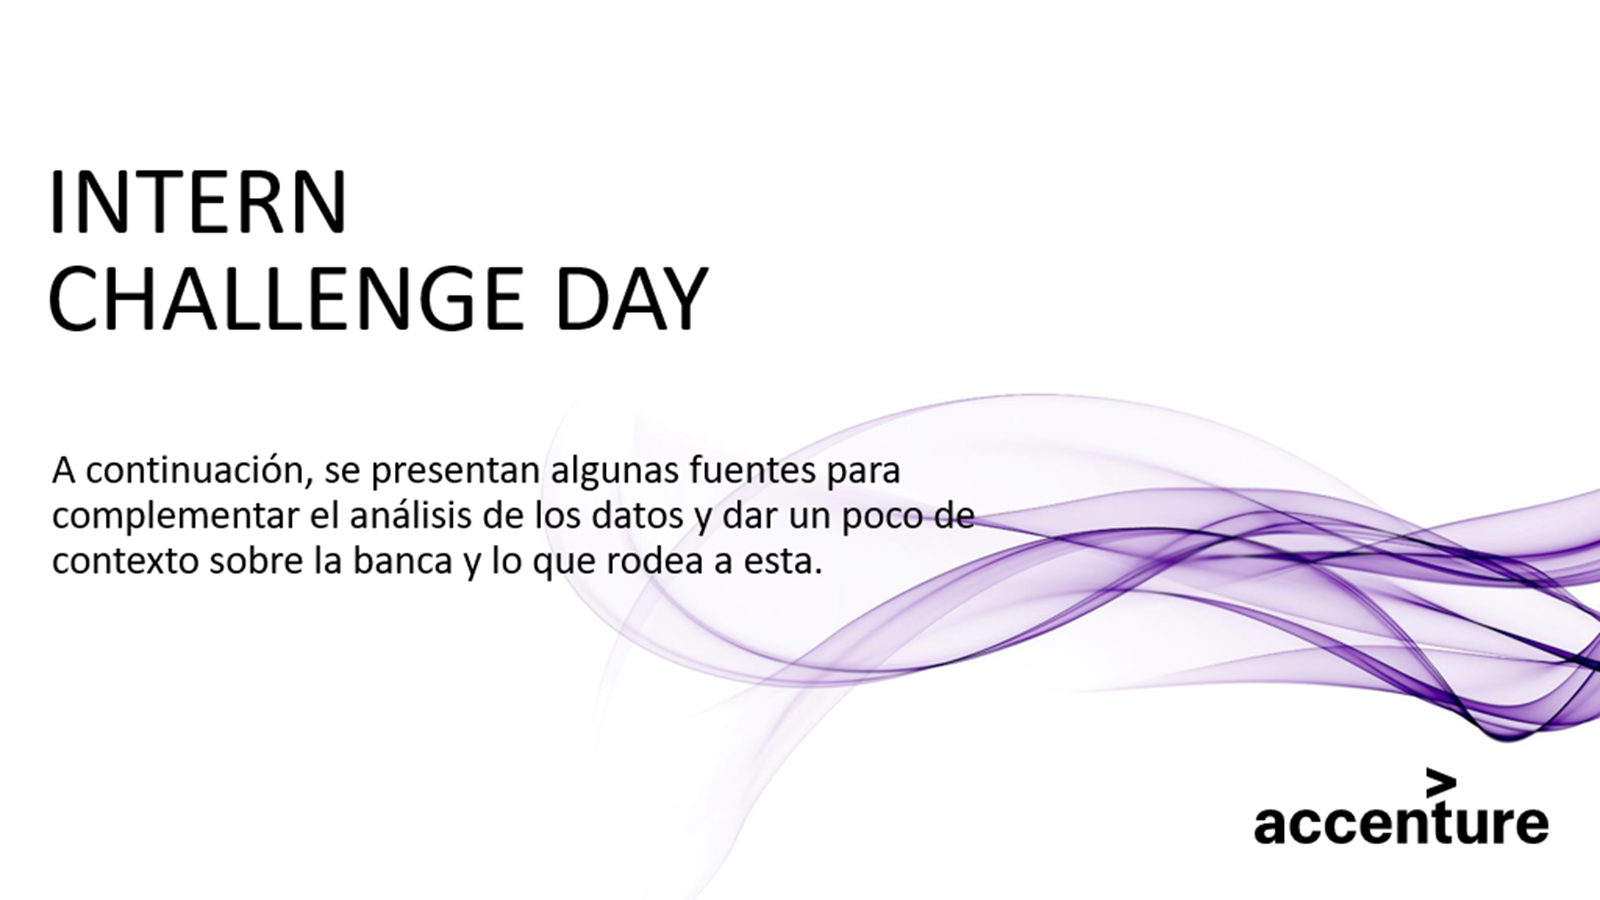 INTERN
CHALLENGE DAY
A continuación, se presentan algunas fuentes para
complementar el análisis de los datos y dar un poco de
contexto sobre la banca y lo que rodea a esta.
>
accenture